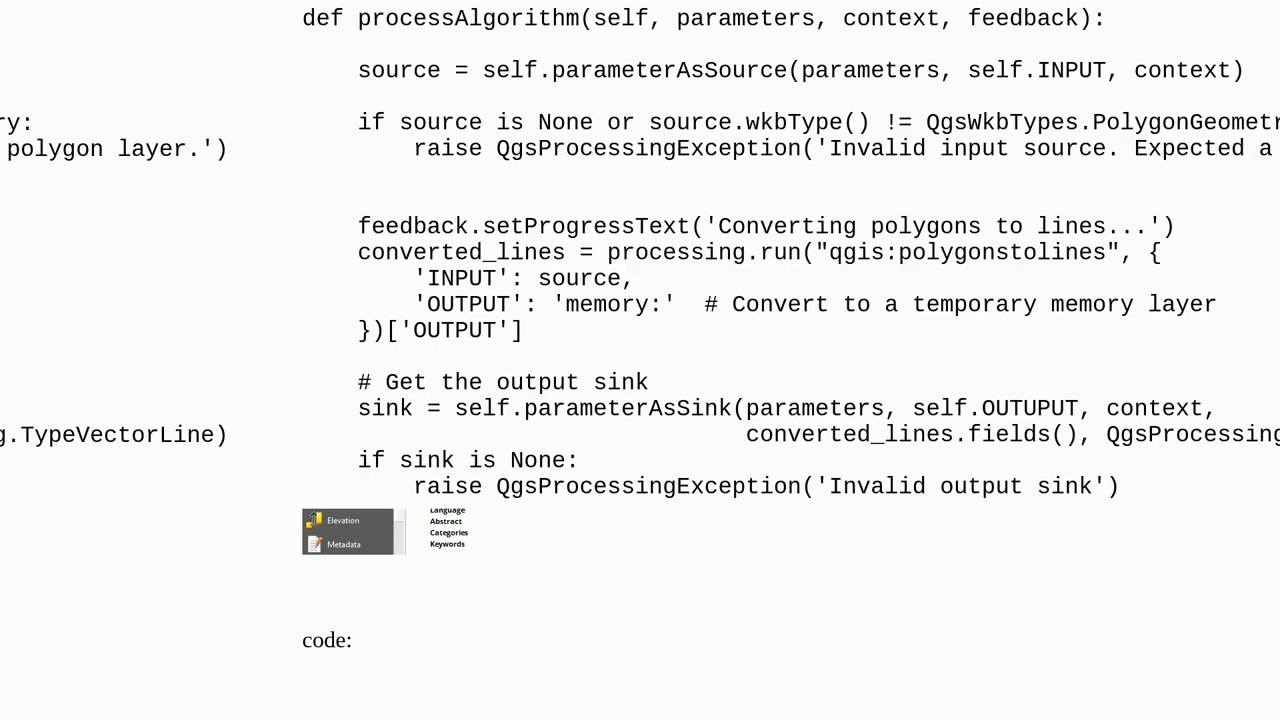 def processAlgorithm(self, parameters, context, feedback):
source = self.parameterAsSource(parameters, self.INPUT, context)
if source is None or source.wkbType() != QgsWkbTypes.PolygonGeometr
ry:
raise QgsProcessingException('Invalid input source. Expected a
polygon layer.')
feedback.setProgressText('Converting polygons to lines...')
converted_lines = processing.run("qgis:polygonstolines", {
'INPUT': source,
'OUTPUT': 'memory:'  # Convert to a temporary memory layer
})['OUTPUT']
# Get the output sink
sink = self.parameterAsSink(parameters, self.OUTUPUT, context,
converted_lines.fields(), QgsProcessing
g.TypeVectorLine)
if sink is None:
raise QgsProcessingException('Invalid output sink')
Elevation
Metadata
Language
Abstract
Categories
Keywords
code: